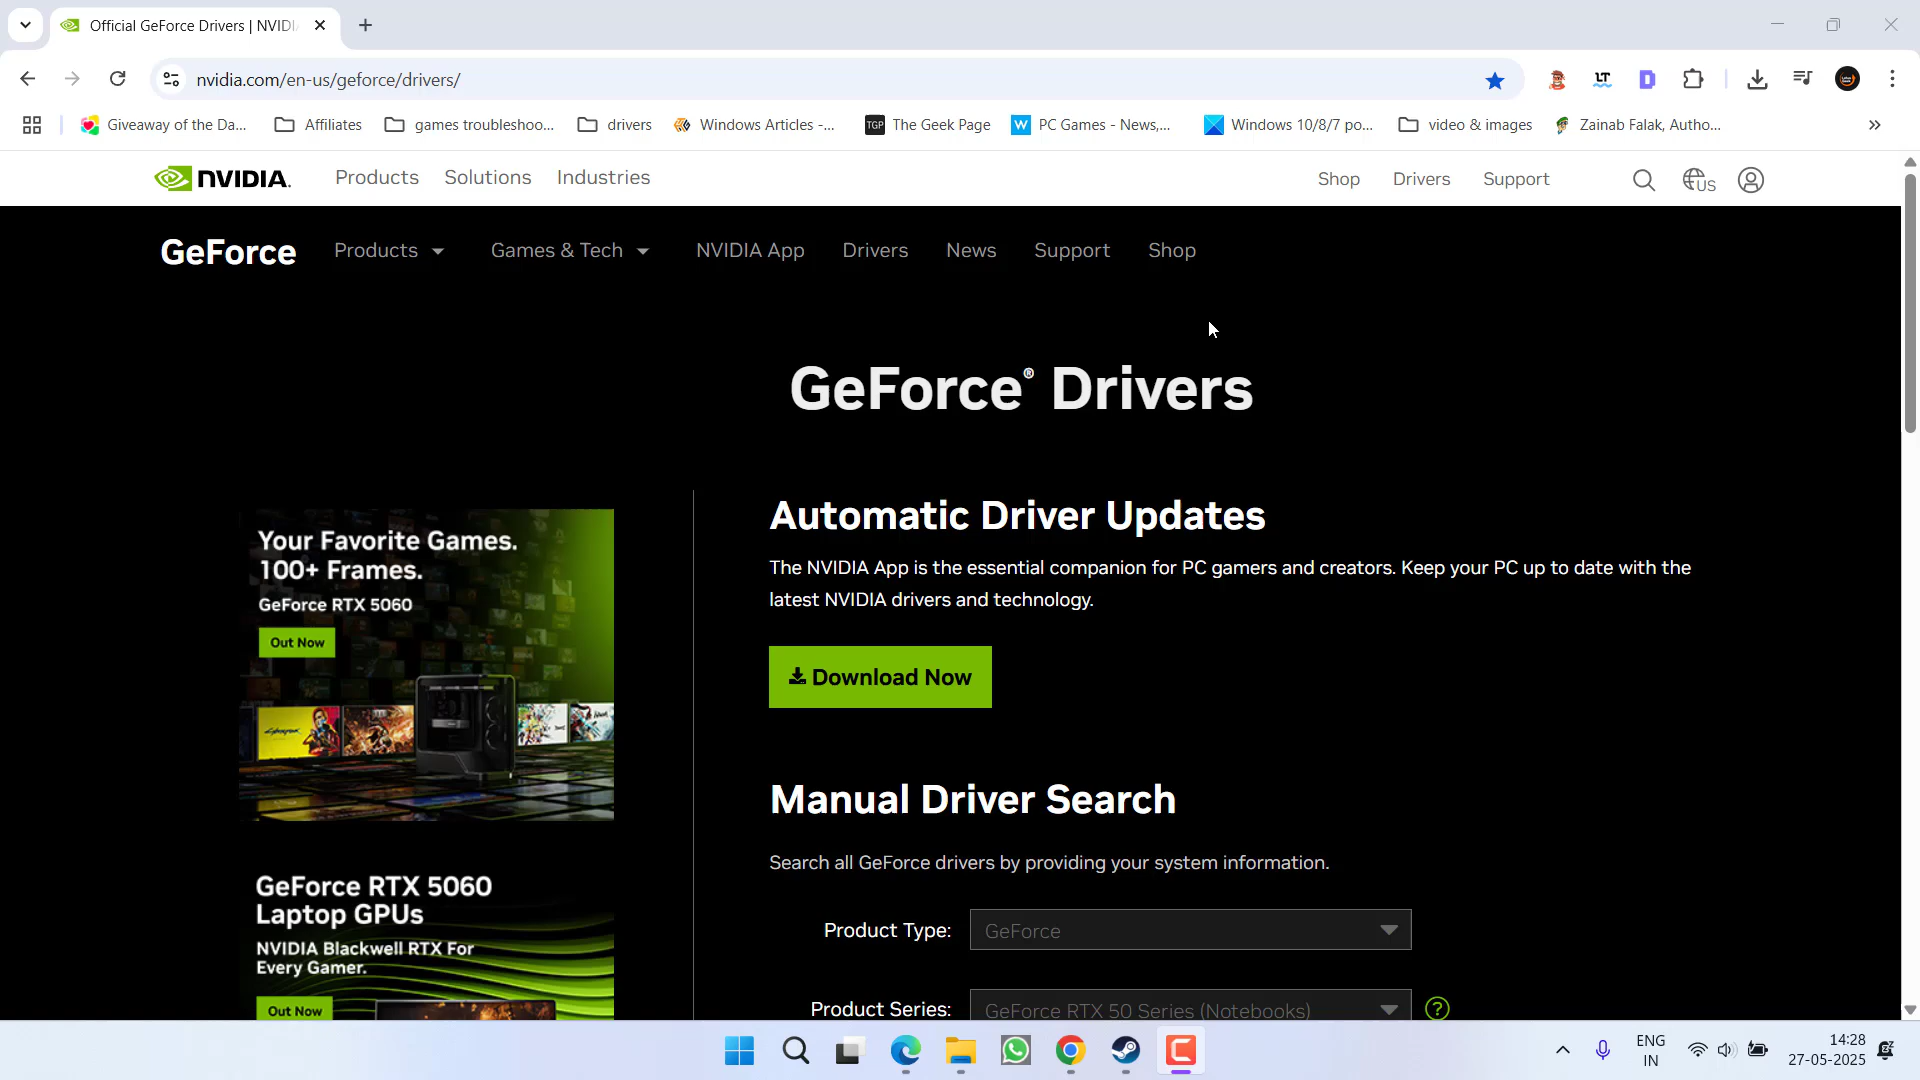 Official GeForce Drivers | NVIDI
nvidia.com/en-us/geforce/drivers/
LT
D
Giveaway of the Da...
Affiliates
games troubleshoo...
drivers
Windows Articles -...
TGP
The Geek Page
W
PC Games - News,...
Windows 10/8/7 po...
video & images
Zainab Falak, Autho...
NVIDIA.
Products
Solutions
Industries
Shop
Drivers
Support
US
GeForce
Products
Games & Tech
NVIDIA App
Drivers
News
Support
Shop
GeForce® Drivers
Your Favorite Games.
100+ Frames.
GeForce RTX 5060
Out Now
Automatic Driver Updates
The NVIDIA App is the essential companion for PC gamers and creators. Keep your PC up to date with the
latest NVIDIA drivers and technology.
Download Now
Manual Driver Search
Search all GeForce drivers by providing your system information.
Product Type:
GeForce
Product Series:
GeForce RTX 50 Series (Notebooks)
?
GeForce RTX 5060
Laptop GPUs
NVIDIA Blackwell RTX For
Every Gamer.
Out Now
ENG
IN
14:28
27-05-2025